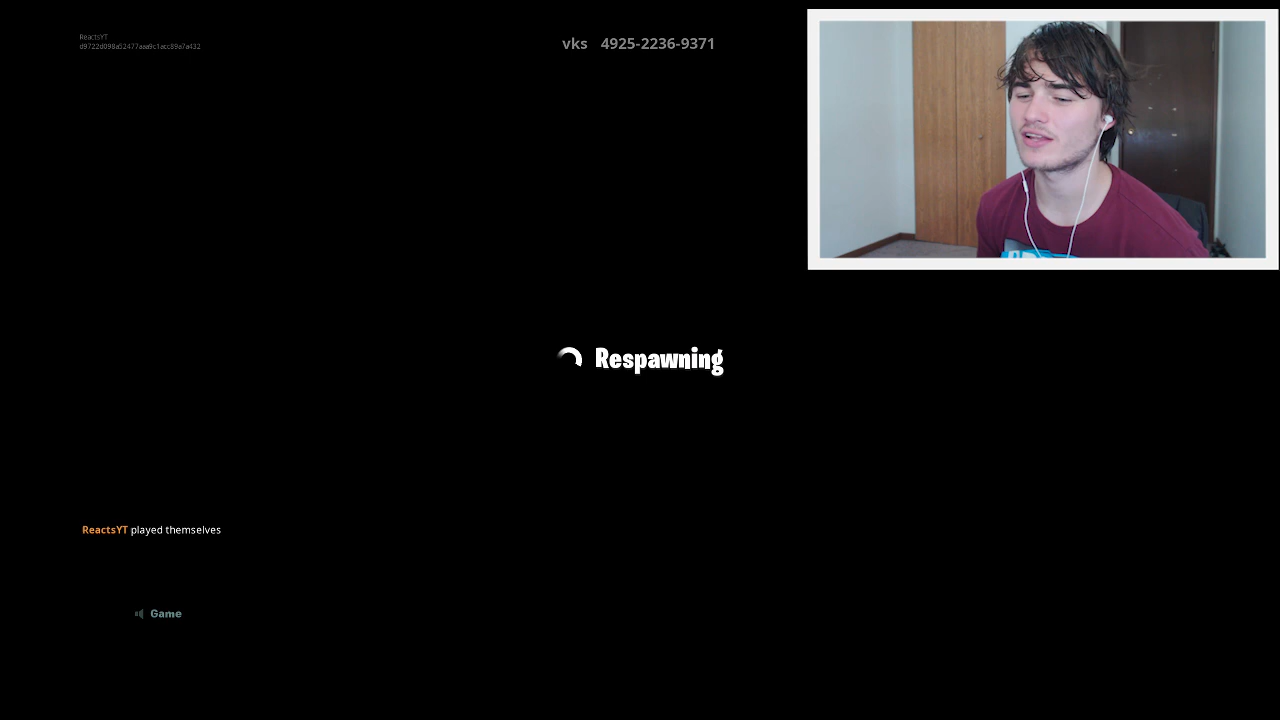 ReactsYT
vks 4925-2236-9371
Respawning
ReactsYT played themselves
Game